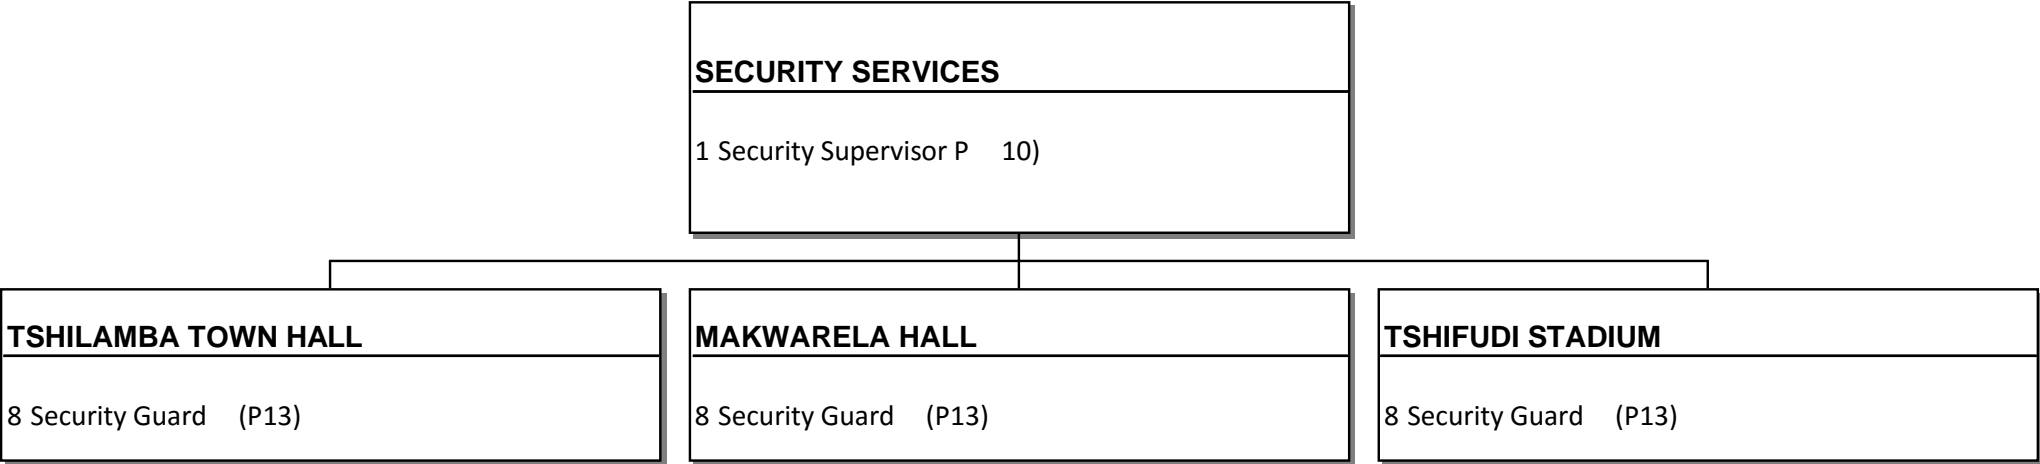 SECURITY SERVICES
1 Security Supervisor P 10)
TSHILAMBA TOWN HALL
8 Security Guard (P13)
MAKWARELA HALL
8 Security Guard (P13)
TSHIFUDI STADIUM
8 Security Guard (P13)